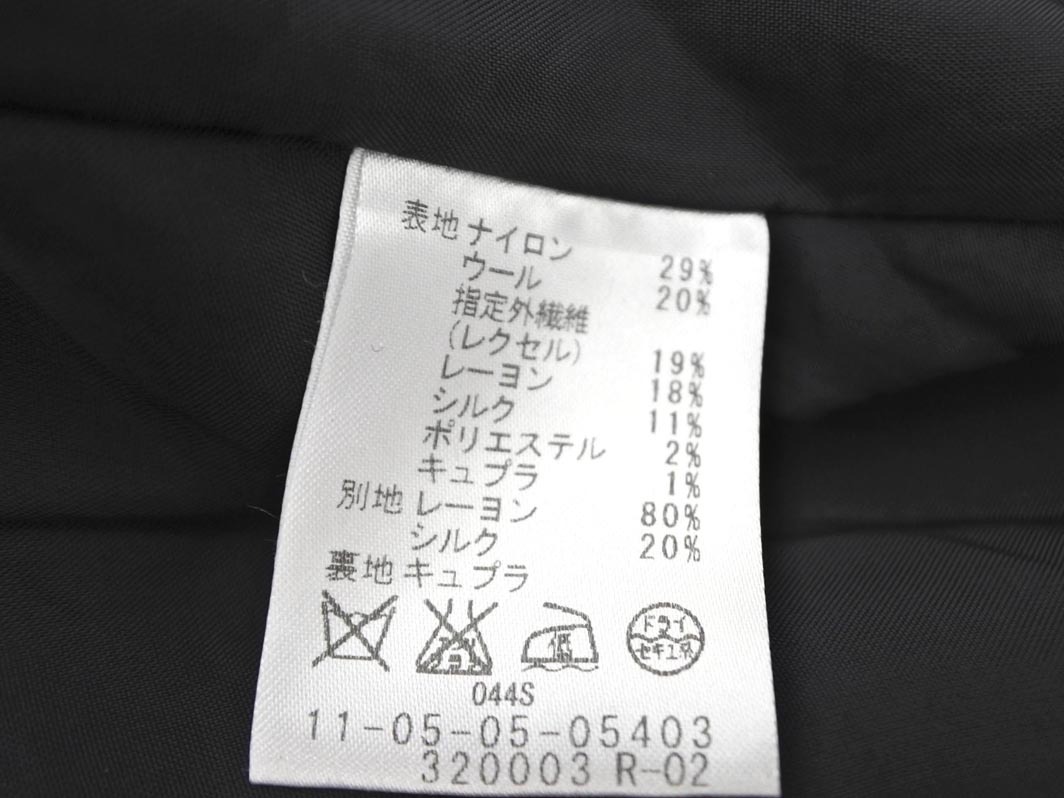 表地 ナイロン 29%
ウール 20%
指定外繊維
(レクセル) 19%
レーヨン 18%
シルク 11%
ポリエステル 2%
キュプラ 1%
別地 レーヨン 80%
シルク 20%
裏地 キュプラ
低 ドライ
セキユ系
044S
11-05-05-05403
320003 R-02